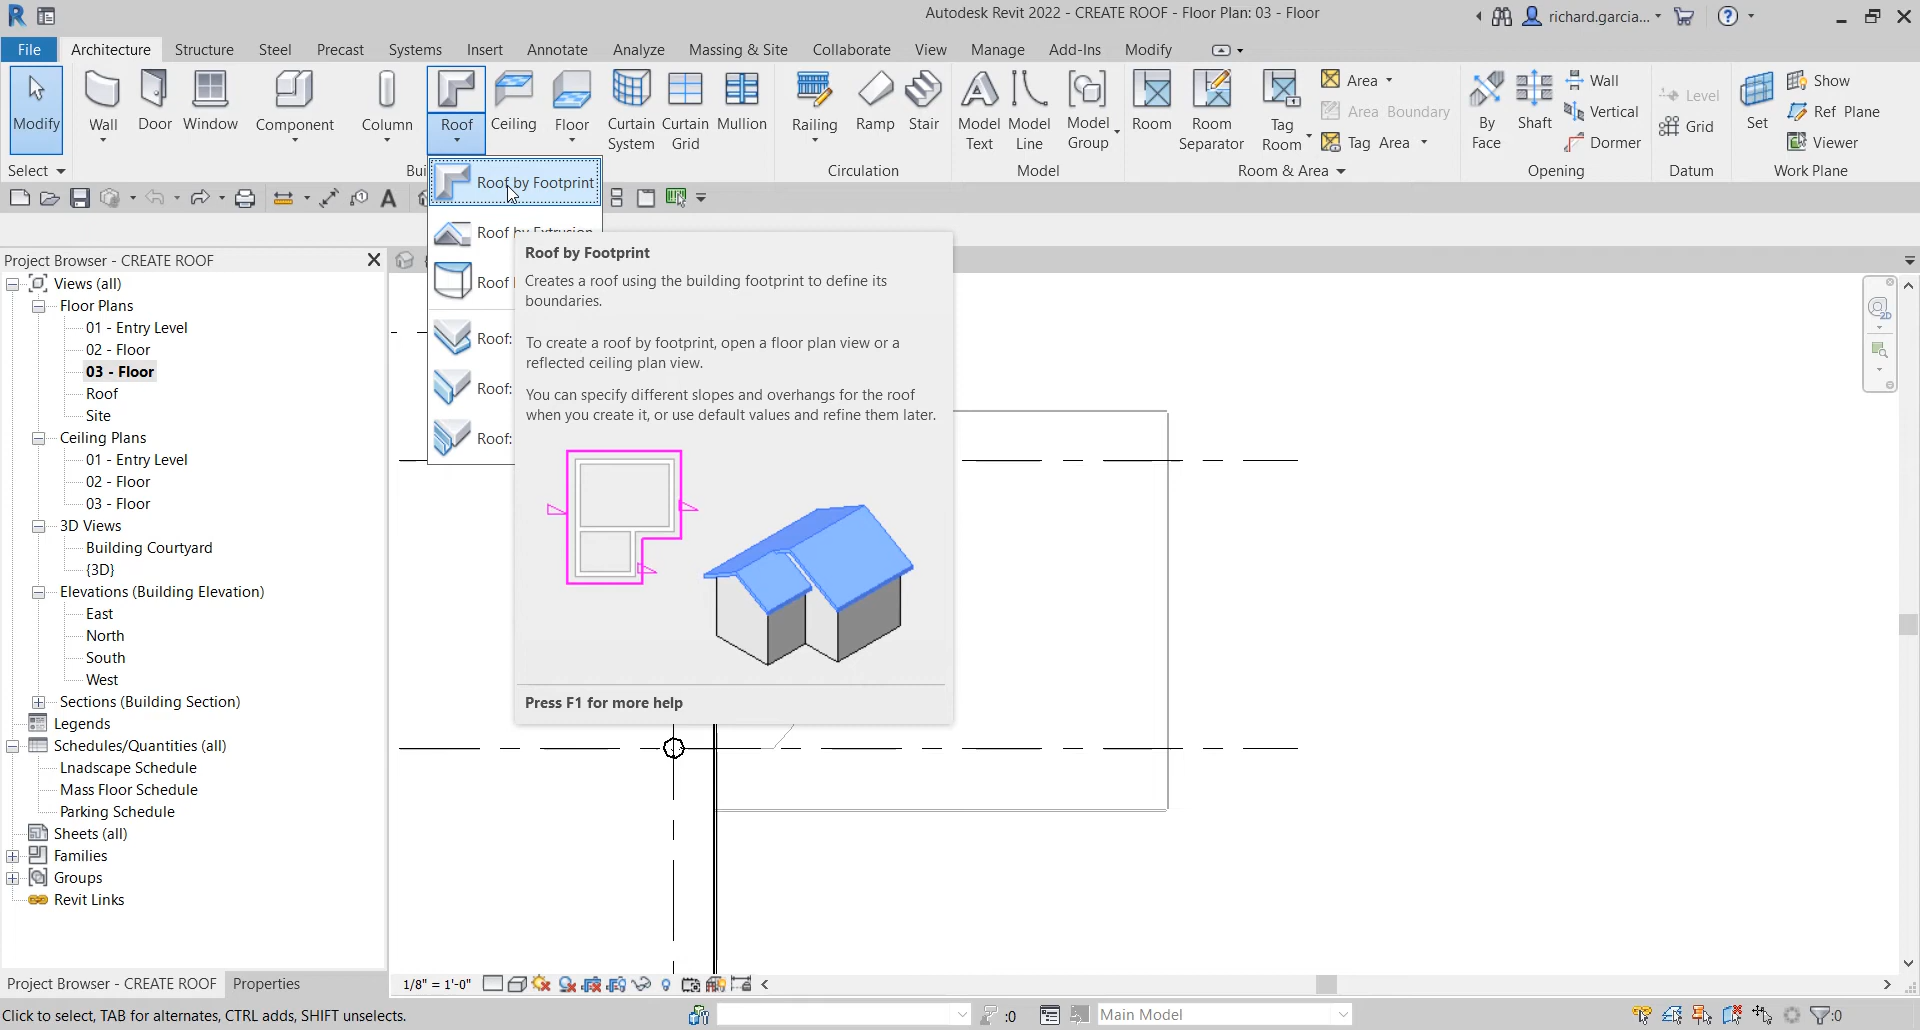 Autodesk Revit 2022 - CREATE ROOF - Floor Plan: 03 - Floor
richard.garcia...
File Architecture Structure Steel Precast Systems Insert Annotate Analyze Massing & Site Collaborate View Manage Add-Ins Modify
Modify
Wall
Door
Window
Component
Column
Roof
Ceiling
Floor
Curtain
System
Curtain
Grid
Mullion
Railing
Ramp
Stair
Model
Text
Model
Line
Model
Group
Room
Room
Separator
Tag
Room
Area
Area Boundary
Tag Area
By
Face
Shaft
Wall
Vertical
Dormer
Level
Grid
Set
Show
Ref Plane
Viewer
Select
Circulation
Model
Room & Area
Opening
Datum
Work Plane
Roof by Footprint
Roof by Extrusion
Roof
Roof:
Roof:
Roof:
Roof by Footprint
Creates a roof using the building footprint to define its
boundaries.
To create a roof by footprint, open a floor plan view or a
reflected ceiling plan view.
You can specify different slopes and overhangs for the roof
when you create it, or use default values and refine them later.
Press F1 for more help
Project Browser - CREATE ROOF
Views (all)
Floor Plans
01 - Entry Level
02 - Floor
03 - Floor
Roof
Site
Ceiling Plans
01 - Entry Level
02 - Floor
03 - Floor
3D Views
Building Courtyard
{3D}
Elevations (Building Elevation)
East
North
South
West
Sections (Building Section)
Legends
Schedules/Quantities (all)
Lnadscape Schedule
Mass Floor Schedule
Parking Schedule
Sheets (all)
Families
Groups
Revit Links
2D
Project Browser - CREATE ROOF Properties
1/8" = 1'-0"
Click to select, TAB for alternates, CTRL adds, SHIFT unselects.
:0
Main Model
:0